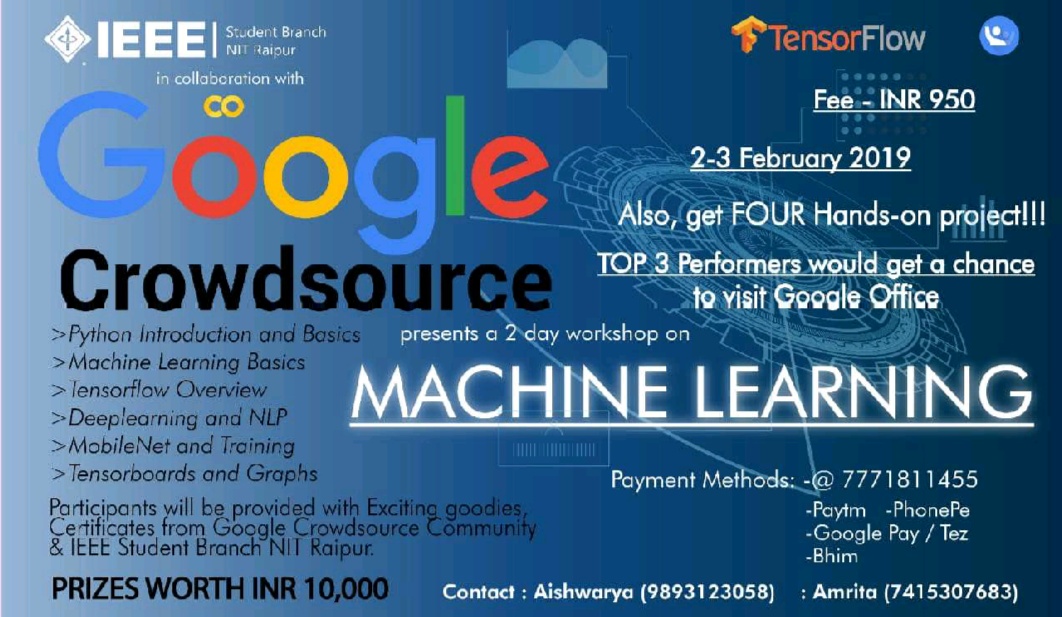 IEEE
Student Branch
NIT Raipur
in collaboration with
TensorFlow
CO
Google
Crowdsource
Fee - INR 950
2-3 February 2019
Also, get FOUR Hands-on project!!!
TOP 3 Performers would get a chance
to visit Google Office
presents a 2 day workshop on
MACHINE LEARNING
>Python Introduction and Basics
>Machine Learning Basics
>Tensorflow Overview
>Deeplearning and NLP
>MobileNet and Training
>Tensorboards and Graphs
Participants will be provided with Exciting goodies,
Certificates from Google Crowdsource Community
& IEEE Student Branch NIT Raipur.
PRIZES WORTH INR 10,000
Payment Methods: -@ 7771811455
-Paytm -PhonePe
-Google Pay / Tez
-Bhim
Contact : Aishwarya (9893123058) : Amrita (7415307683)